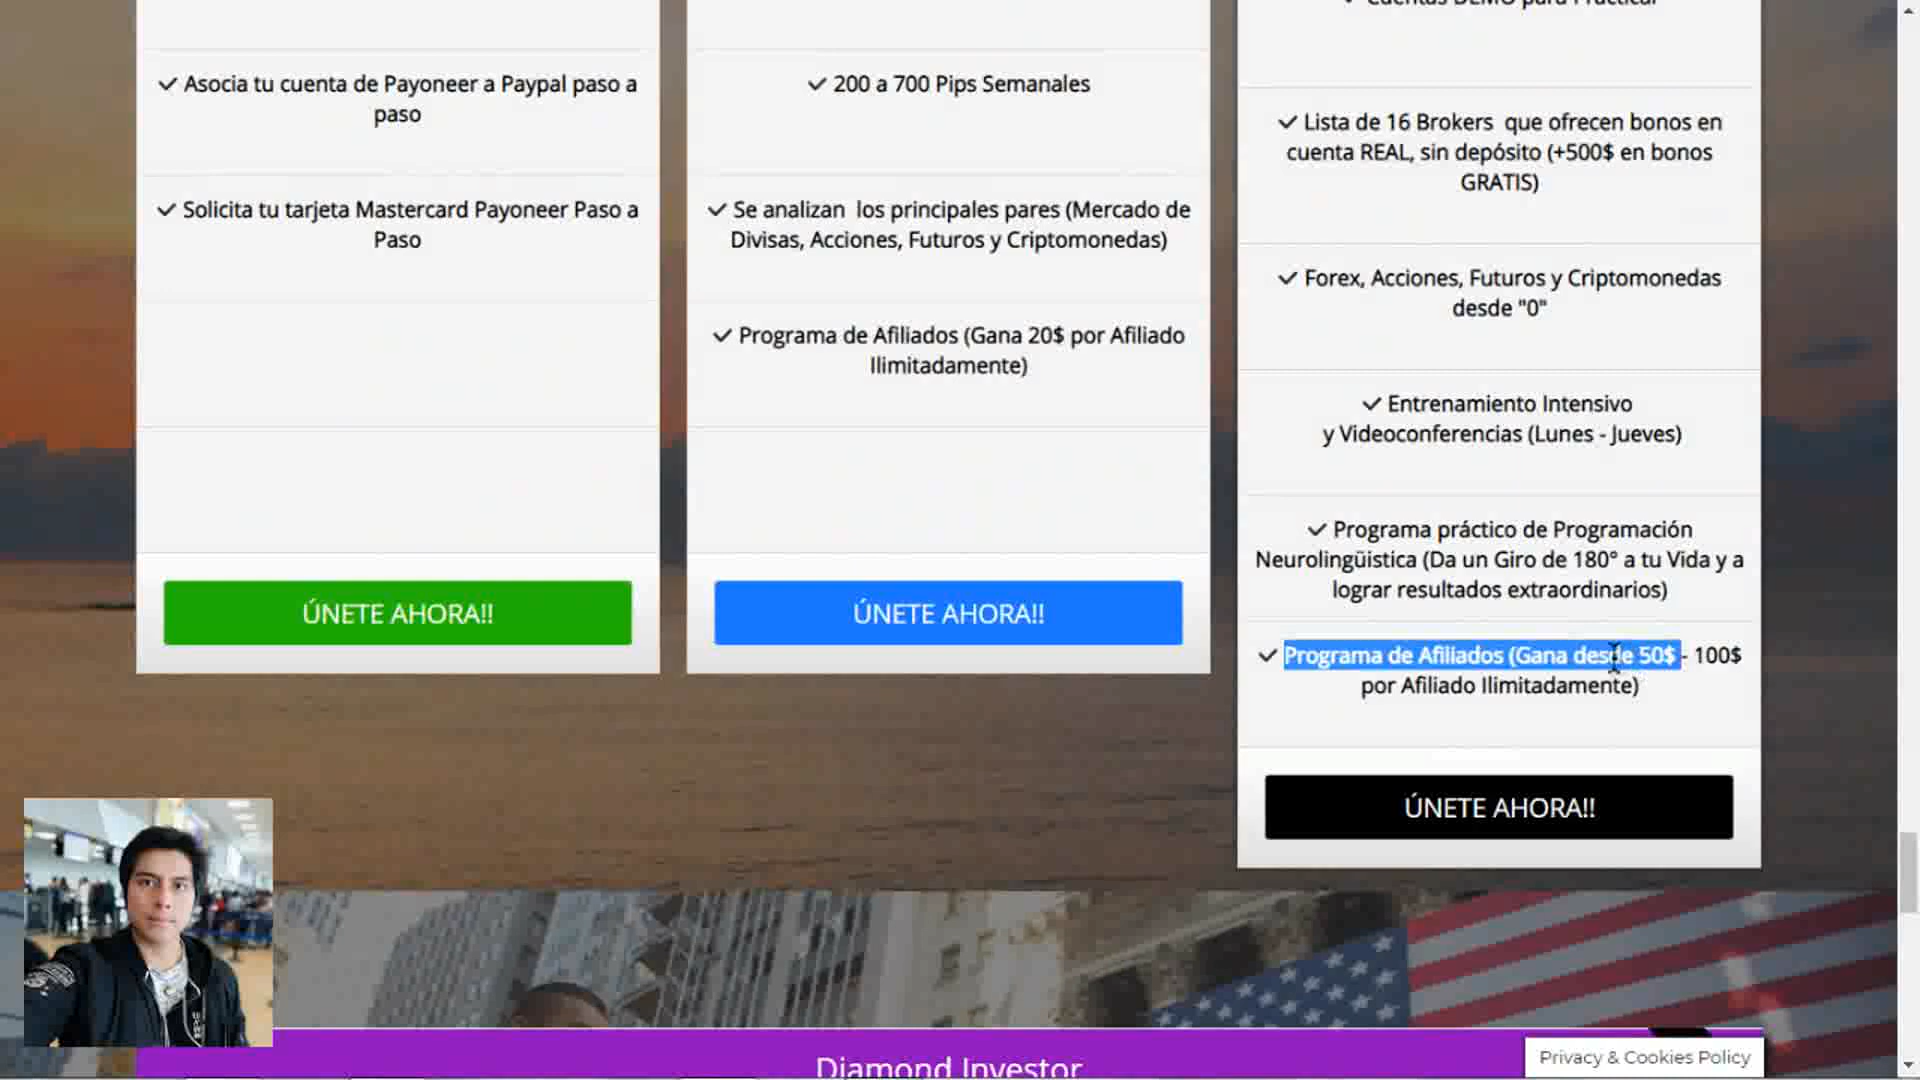 ✓ Asocia tu cuenta de Payoneer a Paypal paso a
paso
✓ Solicita tu tarjeta Mastercard Payoneer Paso a
Paso
ÚNETE AHORA!!
✓ 200 a 700 Pips Semanales
✓ Se analizan los principales pares (Mercado de
Divisas, Acciones, Futuros y Criptomonedas)
✓ Programa de Afiliados (Gana 20$ por Afiliado
Ilimitadamente)
ÚNETE AHORA!!
✓ Cuentas DEMO para Practicar
✓ Lista de 16 Brokers que ofrecen bonos en
cuenta REAL, sin depósito (+500$ en bonos
GRATIS)
✓ Forex, Acciones, Futuros y Criptomonedas
desde "0"
✓ Entrenamiento Intensivo
y Videoconferencias (Lunes - Jueves)
✓ Programa práctico de Programación
Neurolingüistica (Da un Giro de 180° a tu Vida y a
lograr resultados extraordinarios)
✓ Programa de Afiliados (Gana desde 50$ - 100$
por Afiliado Ilimitadamente)
ÚNETE AHORA!!
Diamond Investor
Privacy & Cookies Policy